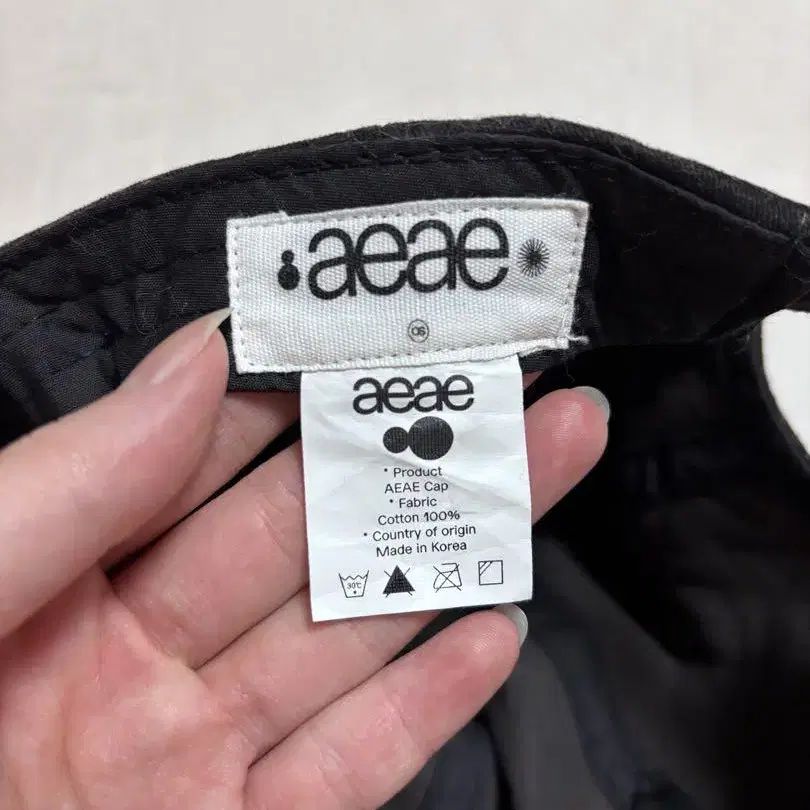 aeae
aeae
* Product
AEAE Cap
* Fabric
Cotton 100%
* Country of origin
Made in Korea
30℃